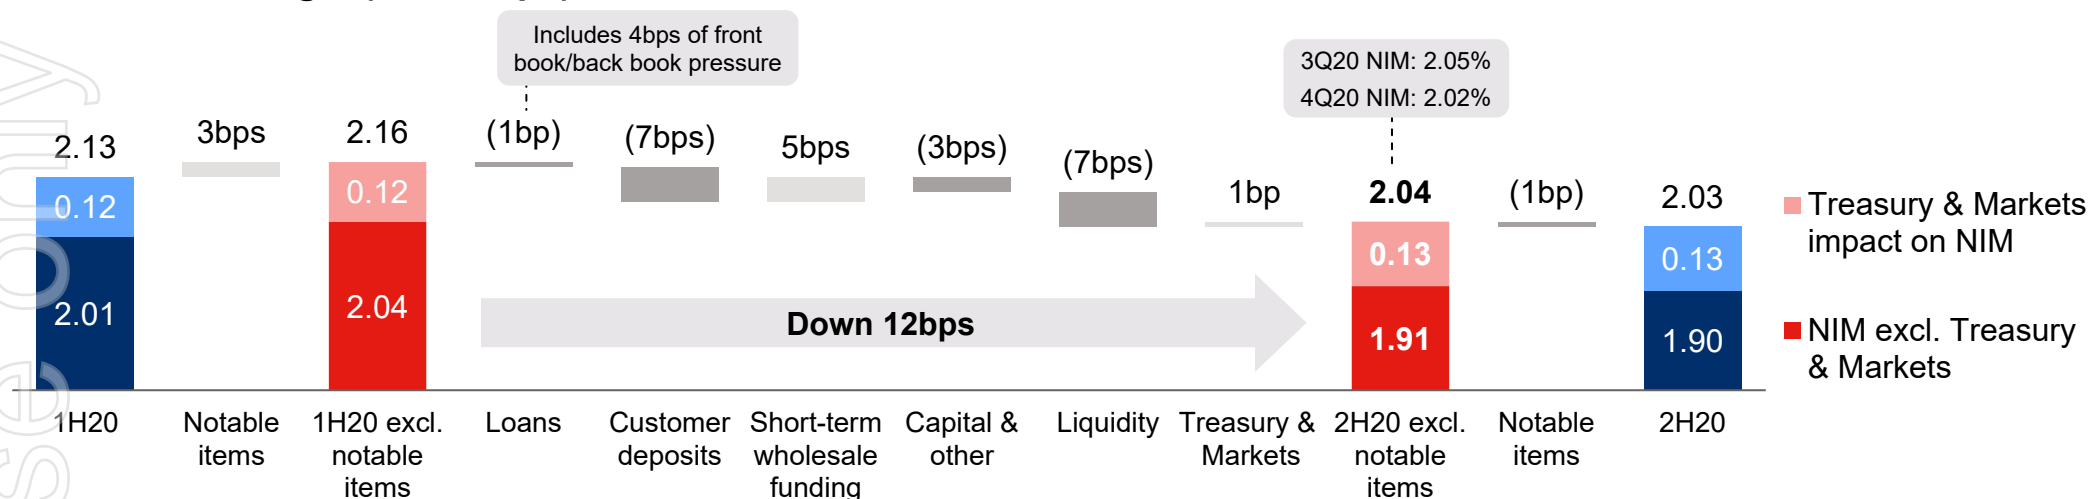 Includes 4bps of front
book/back book pressure
3Q20 NIM: 2.05%
4Q20 NIM: 2.02%
2.13
3bps
2.16
(1bp)
(7bps)
5bps
(3bps)
(7bps)
1bp
2.04
(1bp)
2.03
0.12
0.12
0.13
0.13
2.01
2.04
1.91
1.90
Down 12bps
Treasury & Markets
impact on NIM
NIM excl. Treasury
& Markets
1H20
Notable
items
1H20 excl.
notable
items
Loans
Customer
deposits
Short-term
wholesale
funding
Capital &
other
Liquidity
Treasury &
Markets
2H20 excl.
notable
items
Notable
items
2H20
se only